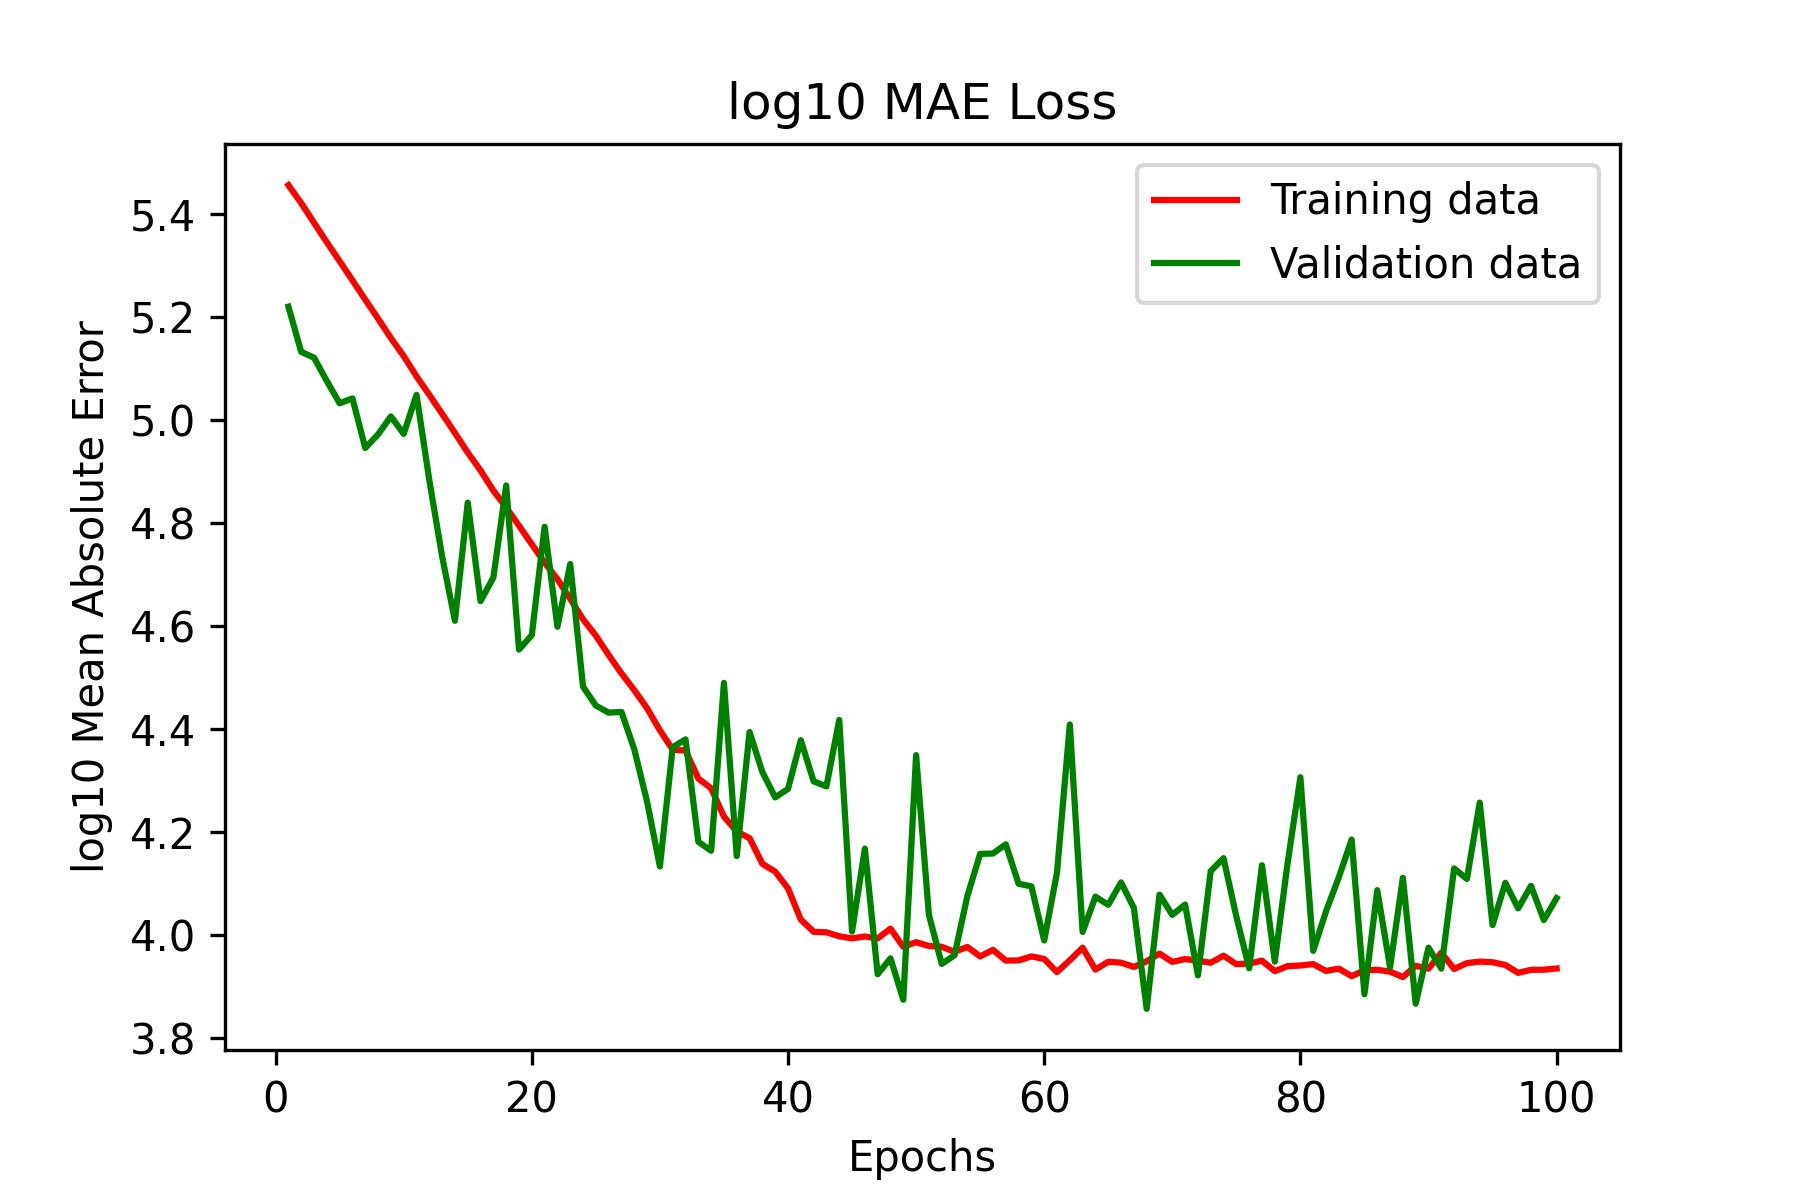 log10 MAE Loss
Training data
Validation data
log10 Mean Absolute Error
5.4
5.2
5.0
4.8
4.6
4.4
4.2
4.0
3.8
0 20 40 60 80 100
Epochs